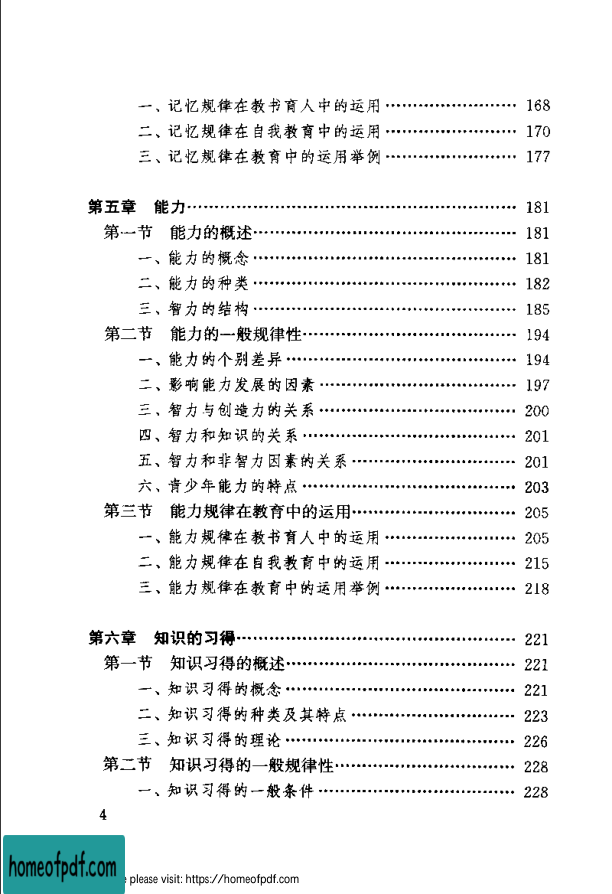 一、记忆规律在教书育人中的运用························ 168
二、记忆规律在自我教育中的运用························ 170
三、记忆规律在教育中的运用举例························ 177
第五章 能力···························································· 181
第一节 能力的概述················································ 181
一、能力的概念················································ 181
二、能力的种类················································ 182
三、智力的结构················································ 185
第二节 能力的一般规律性······································· 194
一、能力的个别差异·········································· 194
二、影响能力发展的因素···································· 197
三、智力与创造力的关系···································· 200
四、智力和知识的关系······································· 201
五、智力和非智力因素的关系······························ 201
六、青少年能力的特点······································· 203
第三节 能力规律在教育中的运用······························ 205
一、能力规律在教书育人中的运用························ 205
二、能力规律在自我教育中的运用························ 215
三、能力规律在教育中的运用举例························ 218
第六章 知识的习得··················································· 221
第一节 知识习得的概述·········································· 221
一、知识习得的概念·········································· 221
二、知识习得的种类及其特点······························ 223
三、知识习得的理论·········································· 226
第二节 知识习得的一般规律性································· 228
一、知识习得的一般条件···································· 228
4
homeofpdf.com
e please visit: https://homeofpdf.com